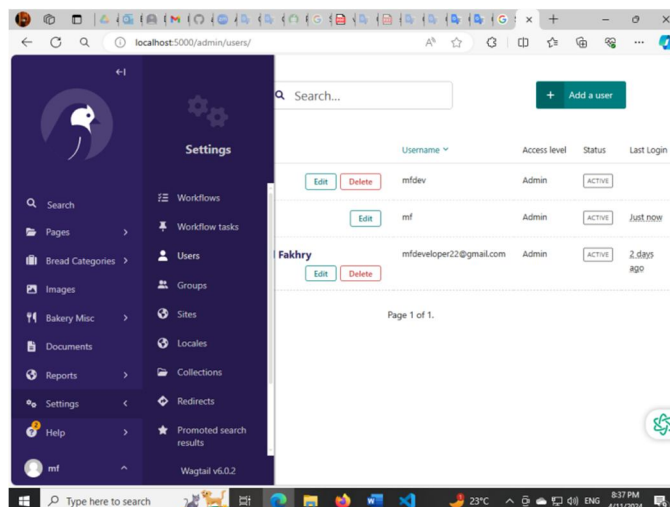 localhost:5000/admin/users/
Search...
+ Add a user
Settings
Username
Access level
Status
Last Login
Edit
Delete
mfdev
Admin
ACTIVE
Edit
mf
Admin
ACTIVE
Just now
Fakhry
Edit
Delete
mfdeveloper22@gmail.com
Admin
ACTIVE
2 days
ago
Page 1 of 1.
Search
Pages
Bread Categories
Images
Bakery Misc
Documents
Reports
Settings
Help
mf
Workflows
Workflow tasks
Users
Groups
Sites
Locales
Collections
Redirects
Promoted search
results
Wagtail v6.0.2
Type here to search
23°C
ENG
8:37 PM
4/11/2024